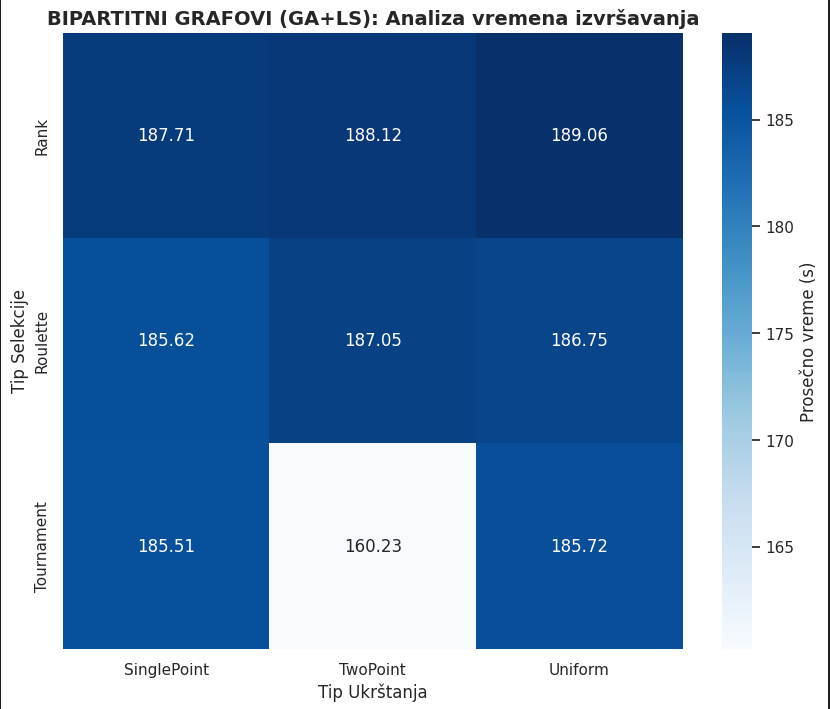 BIPARTITNI GRAFOVI (GA+LS): Analiza vremena izvršavanja
Rank
187.71
188.12
189.06
Tip Selekcije
Roulette
185.62
187.05
186.75
Tournament
185.51
160.23
185.72
SinglePoint
TwoPoint
Uniform
Tip Ukrštanja
185
180
175
170
165
Prosečno vreme (s)